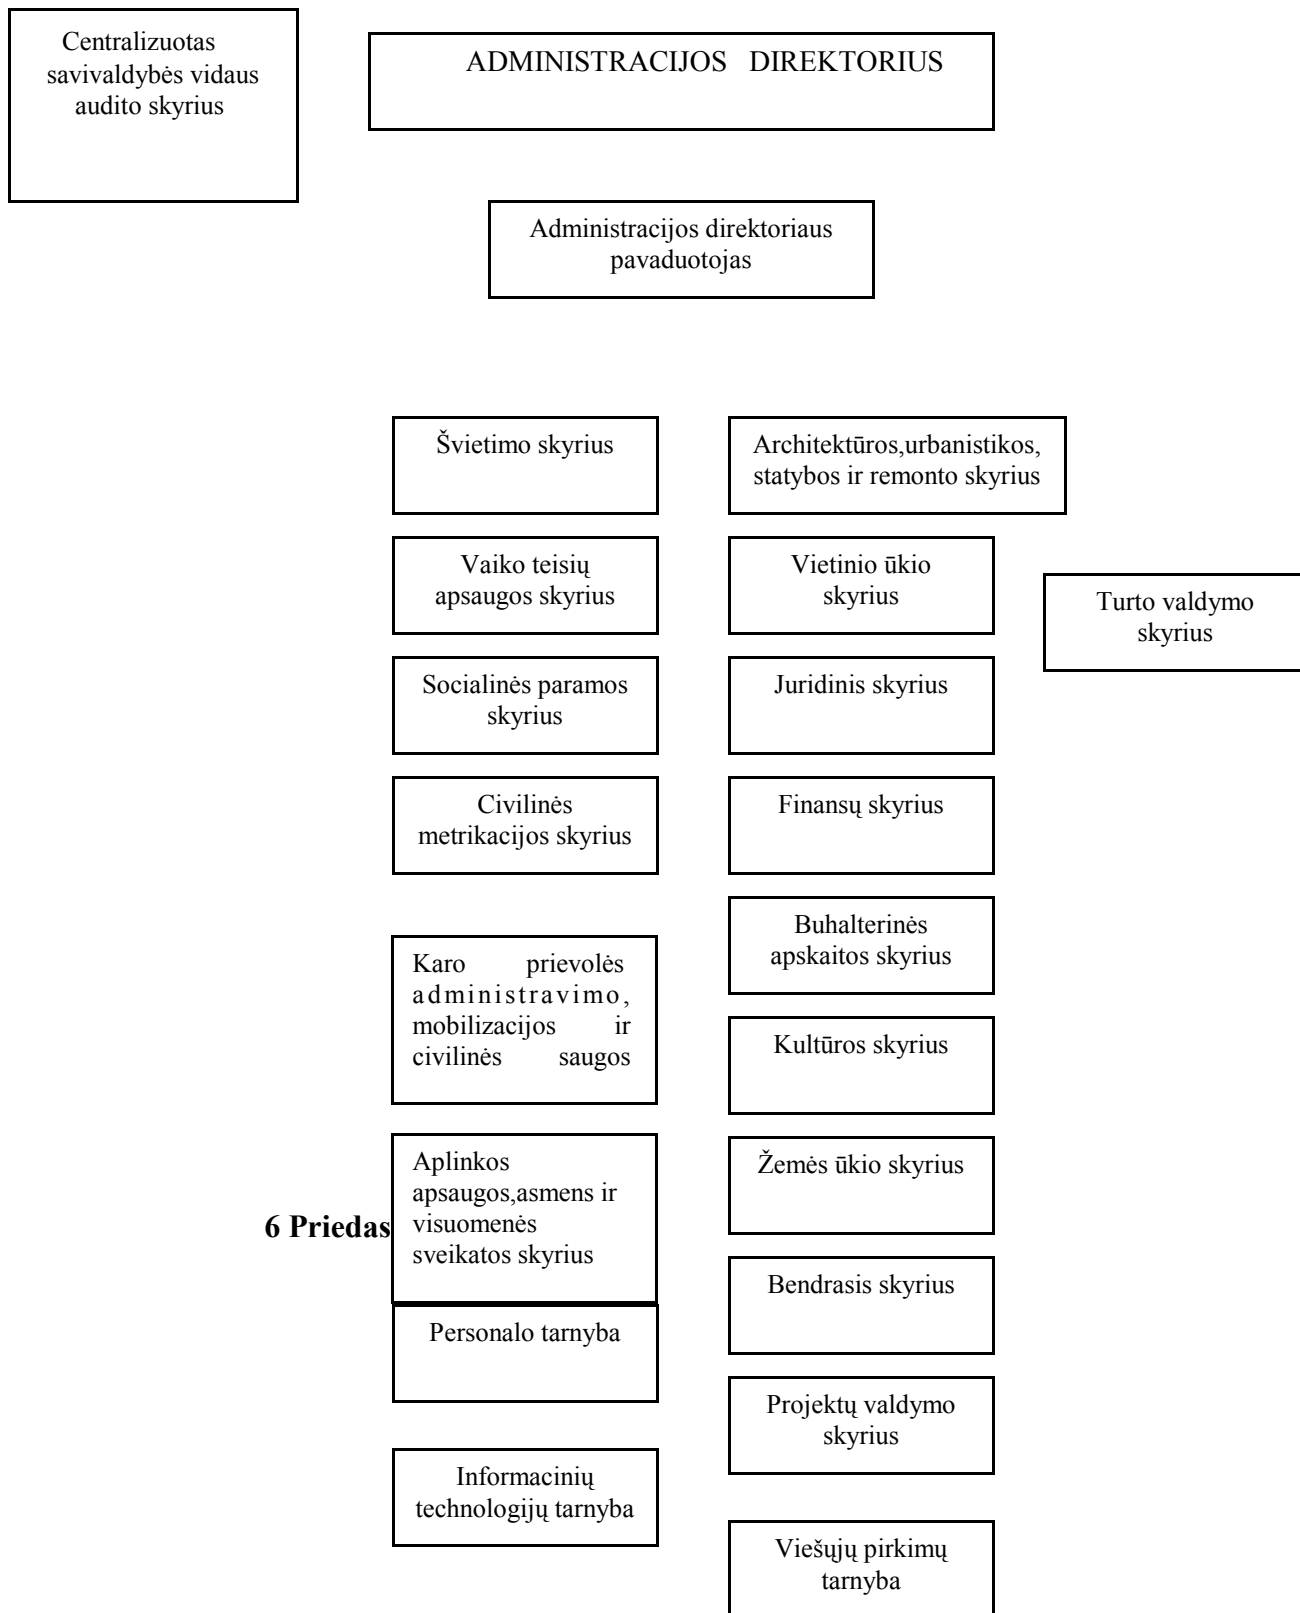 Centralizuotas
savivaldybės vidaus
audito skyrius
ADMINISTRACIJOS DIREKTORIUS
Administracijos direktoriaus
pavaduotojas
Švietimo skyrius
Architektūros,urbanistikos,
statybos ir remonto skyrius
Vaiko teisių
apsaugos skyrius
Vietinio ūkio
skyrius
Turto valdymo
skyrius
Socialinės paramos
skyrius
Juridinis skyrius
Civilinės
metrikacijos skyrius
Finansų skyrius
Buhalterinės
apskaitos skyrius
Karo prievolės
administravimo,
mobilizacijos ir
civilinės saugos
Kultūros skyrius
Aplinkos
apsaugos,asmens ir
visuomenės
sveikatos skyrius
Žemės ūkio skyrius
6 Priedas
Bendrasis skyrius
Personalo tarnyba
Projektų valdymo
skyrius
Informacinių
technologijų tarnyba
Viešųjų pirkimų
tarnyba